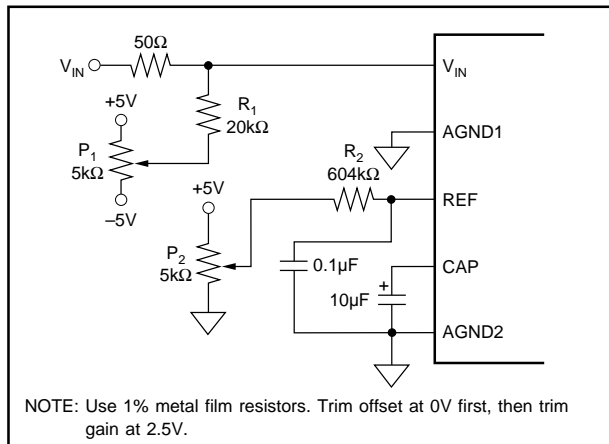 50Ω
V_IN
V_IN
+5V
R_1
20kΩ
AGND1
P_1
5kΩ
R_2
604kΩ
–5V
+5V
REF
P_2
5kΩ
0.1µF
CAP
+
10µF
AGND2
NOTE: Use 1% metal film resistors. Trim offset at 0V first, then trim
gain at 2.5V.